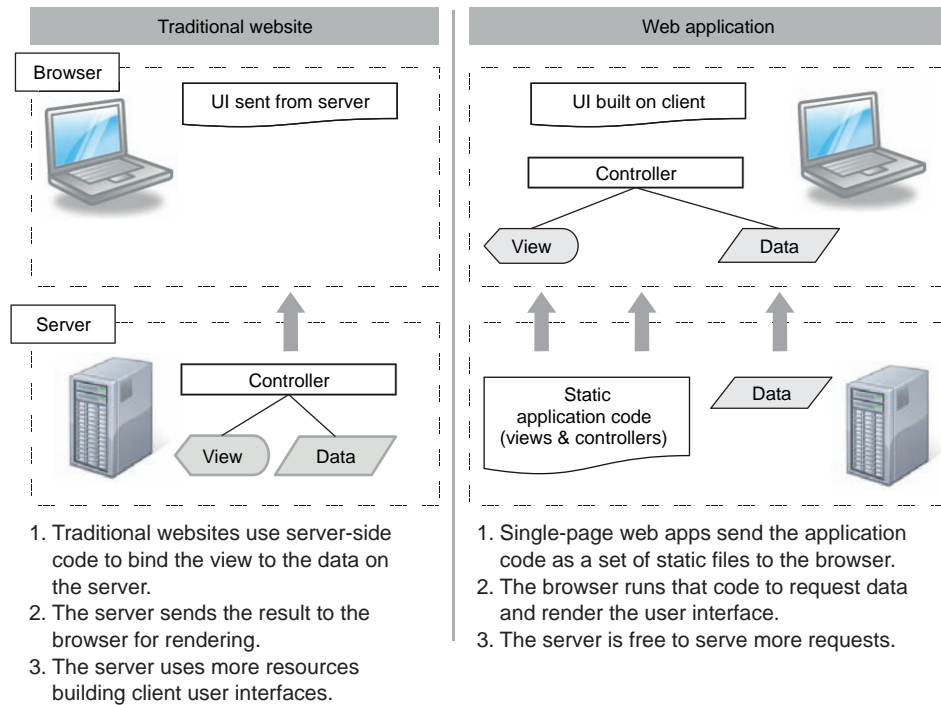 Traditional website
Browser
UI sent from server
Server
Controller
View
Data
1. Traditional websites use server-side
code to bind the view to the data on
the server.
2. The server sends the result to the
browser for rendering.
3. The server uses more resources
building client user interfaces.
Web application
UI built on client
Controller
View
Data
Static
application code
(views & controllers)
Data
1. Single-page web apps send the application
code as a set of static files to the browser.
2. The browser runs that code to request data
and render the user interface.
3. The server is free to serve more requests.